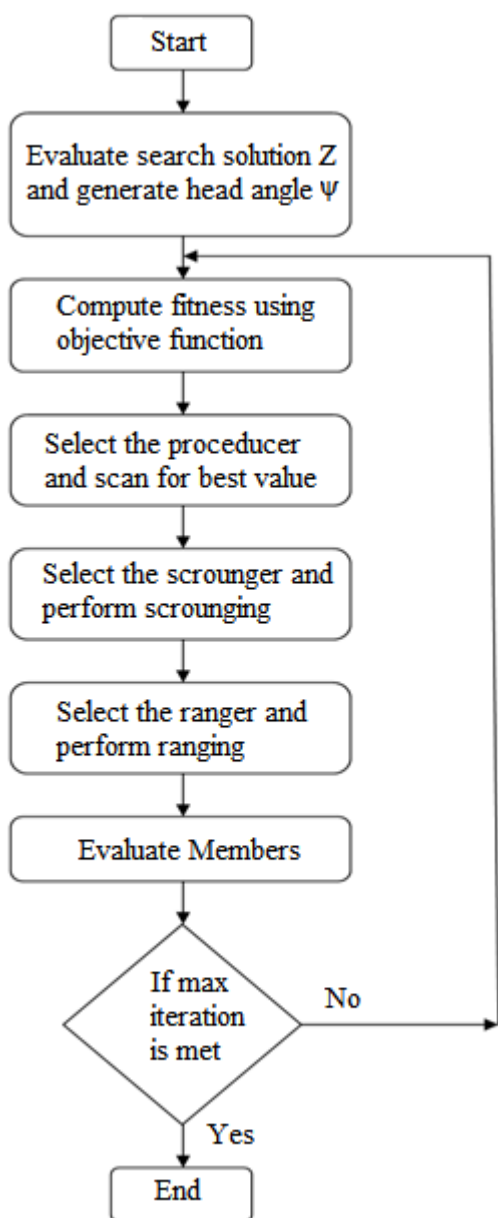 Start
Evaluate search solution Z
and generate head angle Ψ
Compute fitness using
objective function
Select the proceducer
and scan for best value
Select the scrounger and
perform scrounging
Select the ranger and
perform ranging
Evaluate Members
If max
iteration
is met
No
Yes
End